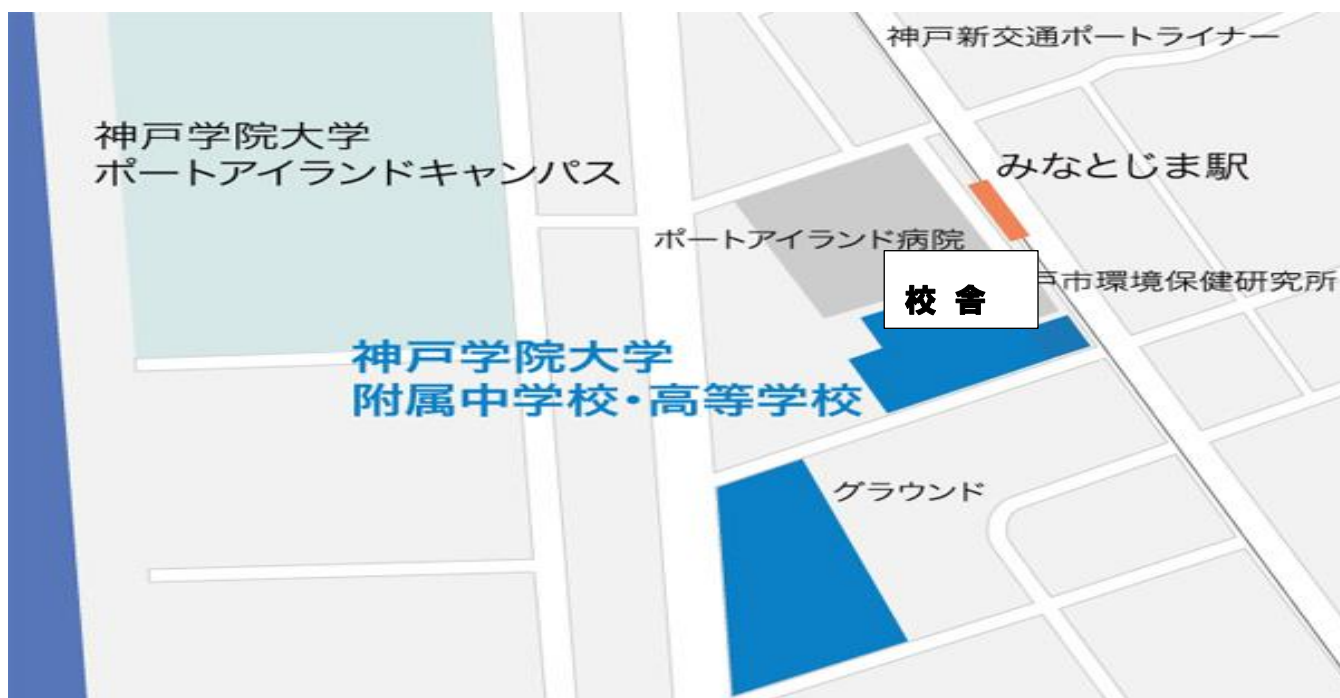 神戸新交通ポートライナー
神戸学院大学
ポートアイランドキャンパス
みなとじま駅
ポートアイランド病院
戸市環境保健研究所
校 舎
神戸学院大学
附属中学校・高等学校
グラウンド